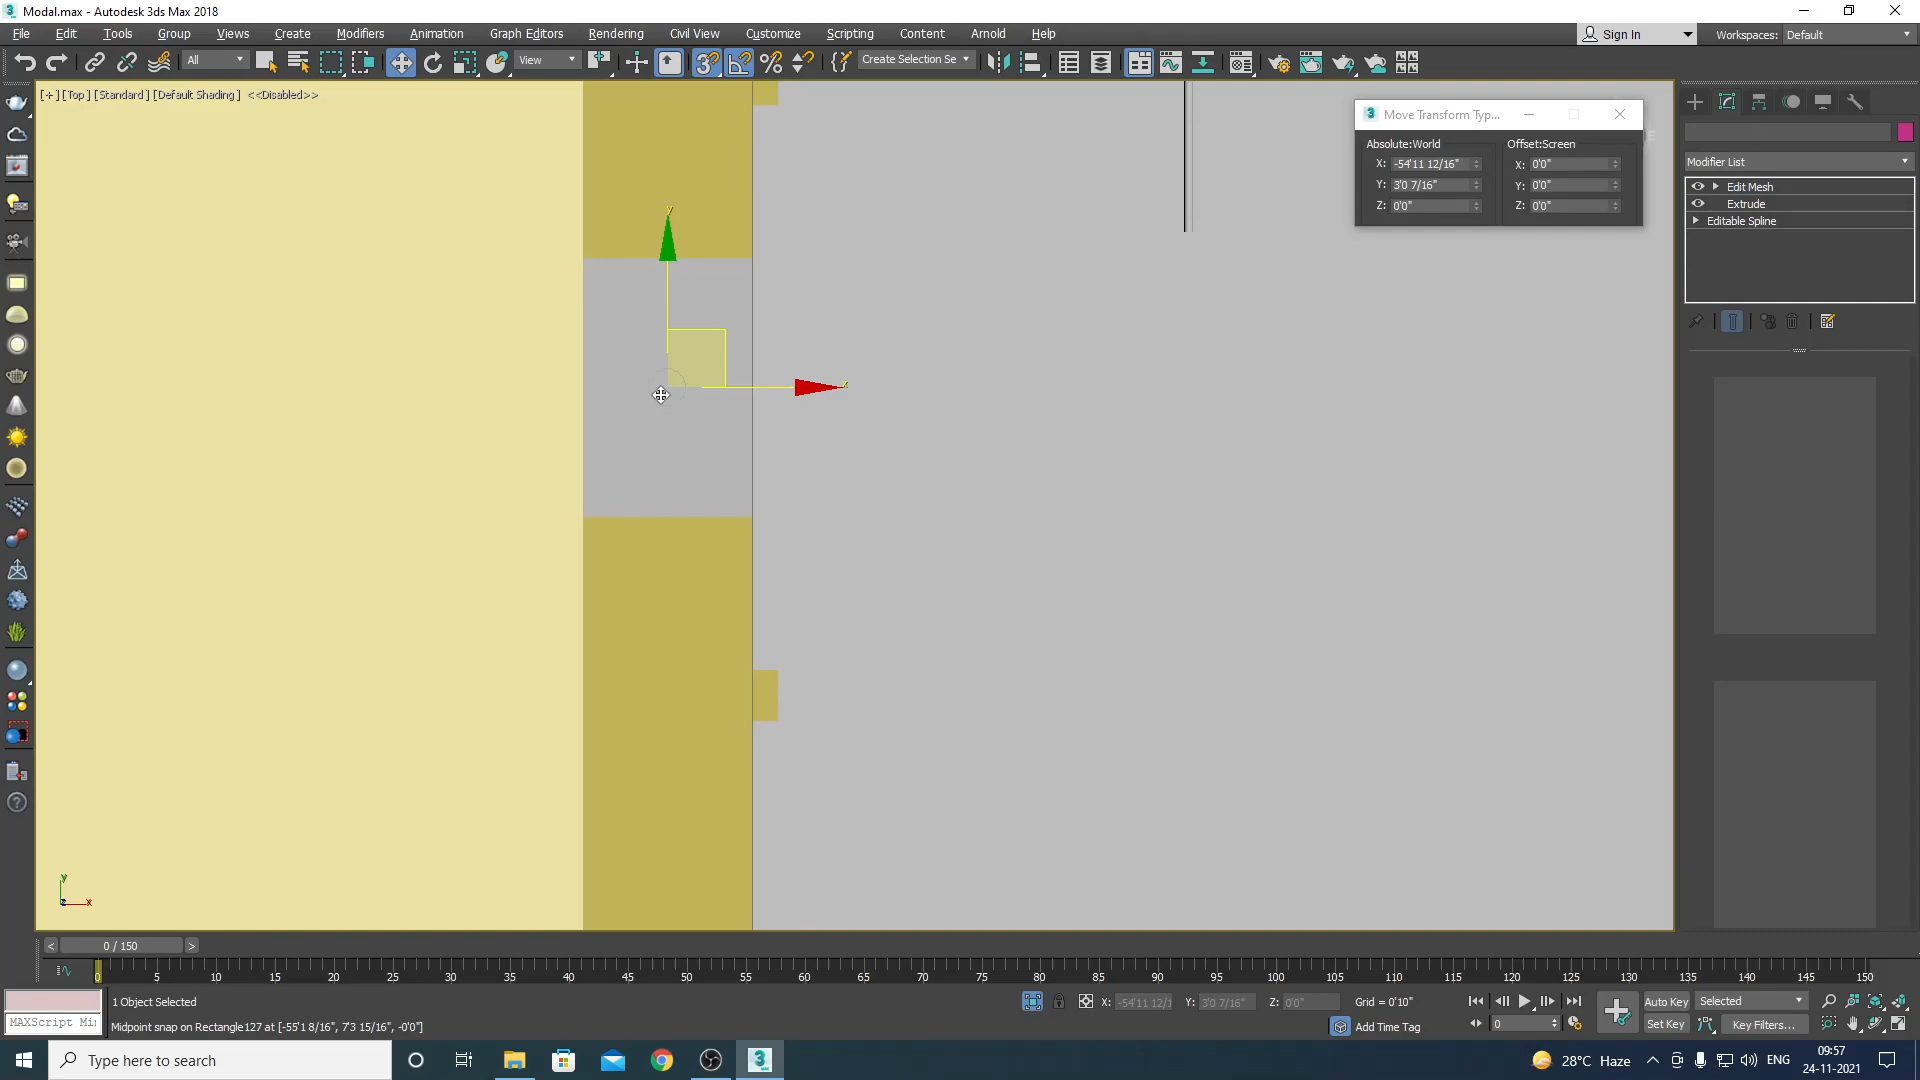 Modal.max - Autodesk 3ds Max 2018
File Edit Tools Group Views Create Modifiers Animation Graph Editors Rendering Civil View Customize Scripting Content Arnold Help
Sign In
Workspaces: Default
All
View
Create Selection Se
[+] [Top] [Standard] [Default Shading] <<Disabled>>
Move Transform Typ...
Absolute:World
Offset:Screen
X: -54'11 12/16" X: 0'0"
Y: 3'0 7/16" Y: 0'0"
Z: 0'0" Z: 0'0"
Modifier List
Edit Mesh
Extrude
Editable Spline
y
x
y
z
x
< 0 / 150 >
0 5 10 15 20 25 30 35 40 45 50 55 60 65 70 75 80 85 90 95 100 105 110 115 120 125 130 135 140 145 150
1 Object Selected
X: -54'11 12/1 Y: 3'0 7/16" Z: 0'0" Grid = 0'10"
Auto Key
Selected
MAXScript Mi
Midpoint snap on Rectangle127 at [-55'1 8/16", 7'3 15/16", -0'0"]
Add Time Tag
0
Set Key
Key Filters...
Type here to search
28°C Haze
ENG
09:57
24-11-2021